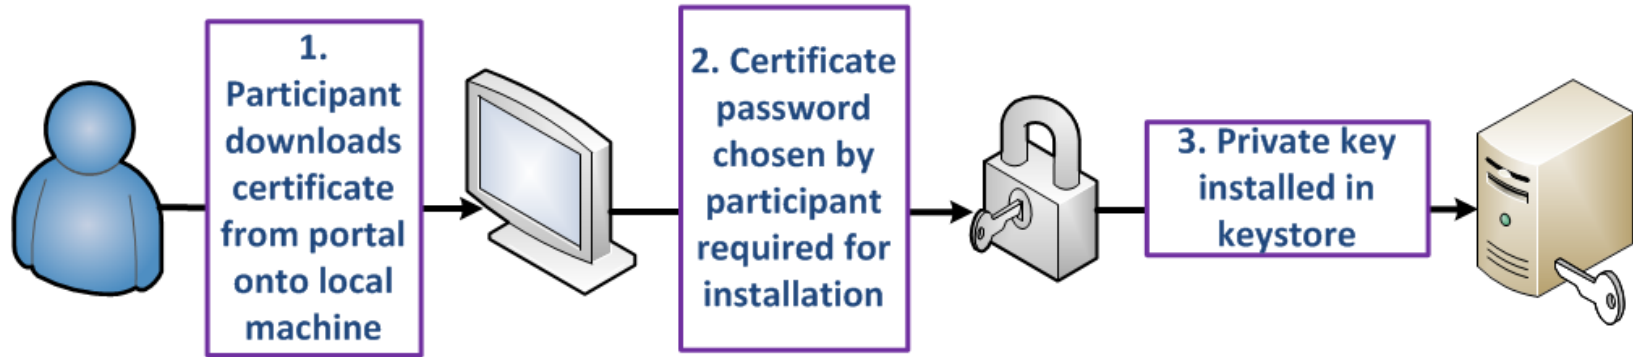 1.
Participant
downloads
certificate
from portal
onto local
machine
2. Certificate
password
chosen by
participant
required for
installation
3. Private key
installed in
keystore